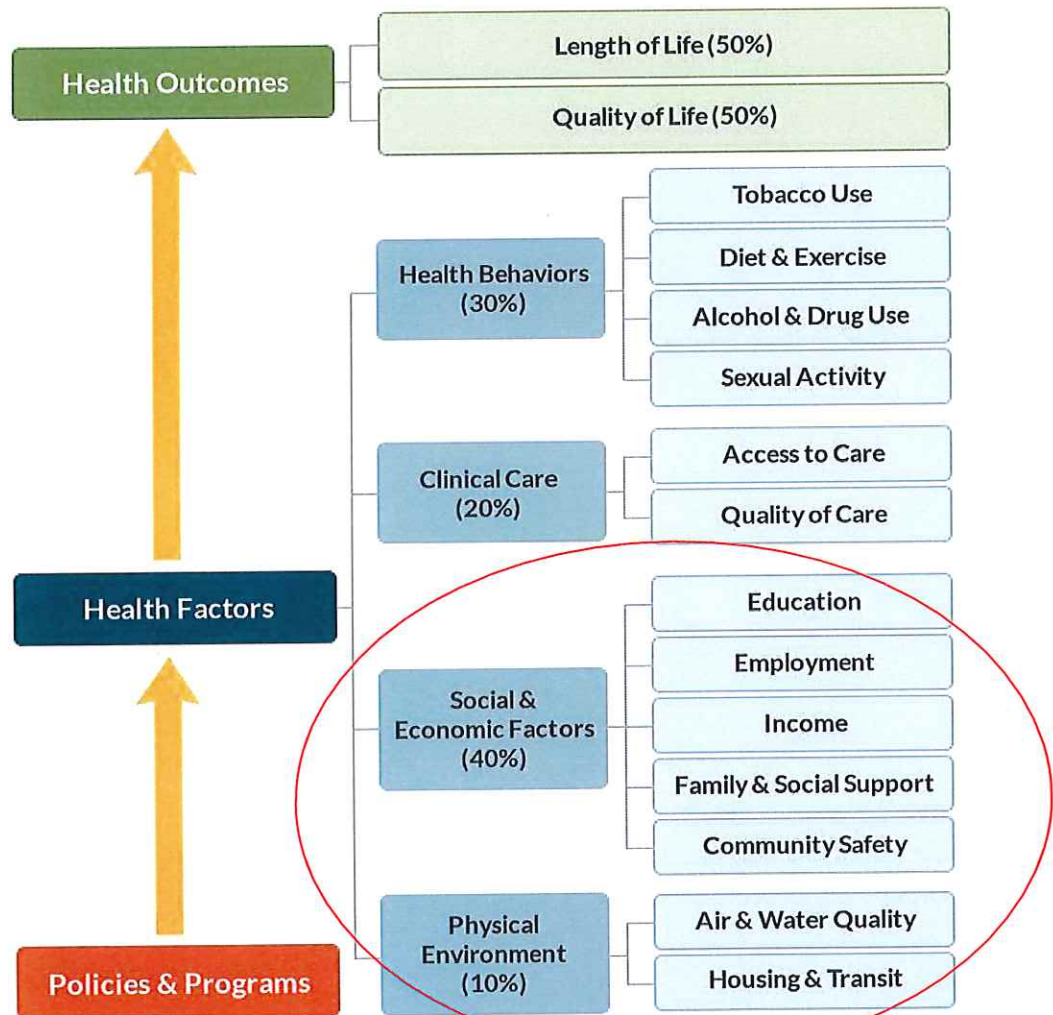 Health Outcomes
Length of Life (50%)
Quality of Life (50%)
Health Factors
Health Behaviors
(30%)
Tobacco Use
Diet & Exercise
Alcohol & Drug Use
Sexual Activity
Clinical Care
(20%)
Access to Care
Quality of Care
Social &
Economic Factors
(40%)
Education
Employment
Income
Family & Social Support
Community Safety
Physical
Environment
(10%)
Air & Water Quality
Housing & Transit
Policies & Programs